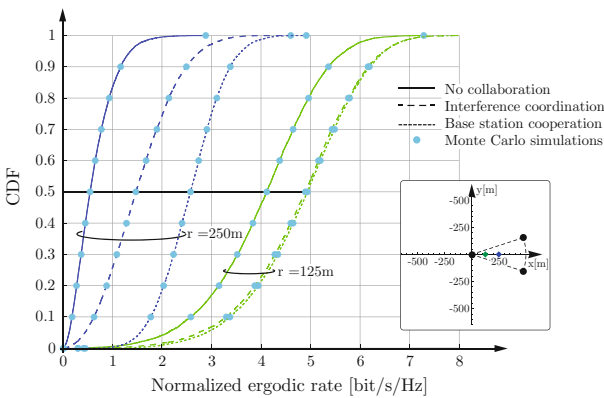 1
0.9
0.8
0.7
0.6
0.5
0.4
0.3
0.2
0.1
0
CDF
0 1 2 3 4 5 6 7 8
Normalized ergodic rate [bit/s/Hz]
r =250m
r =125m
No collaboration
Interference coordination
Base station cooperation
Monte Carlo simulations
y[m]
-500
-250
-500 -250 250
x[m]
-250
-500